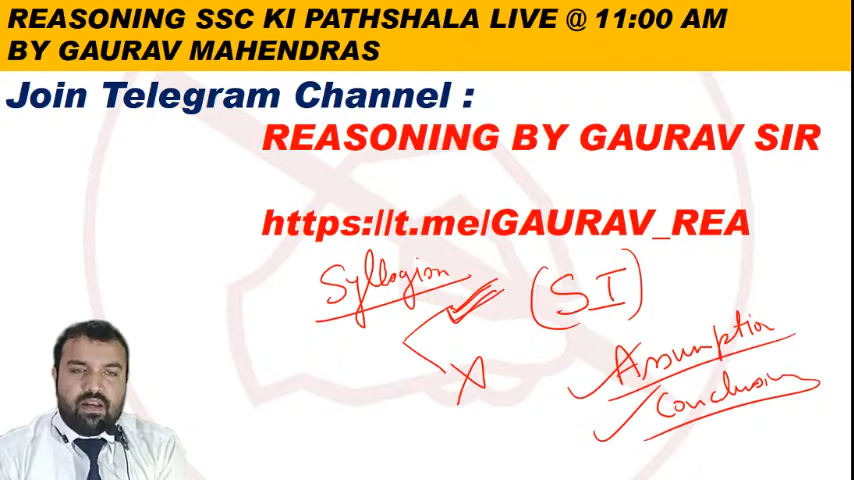 REASONING SSC KI PATHSHALA LIVE @ 11:00 AM
BY GAURAV MAHENDRAS
Join Telegram Channel :
REASONING BY GAURAV SIR
https://t.me/GAURAV_REA
Syllogism
(SI)
Assumption
Conclusion